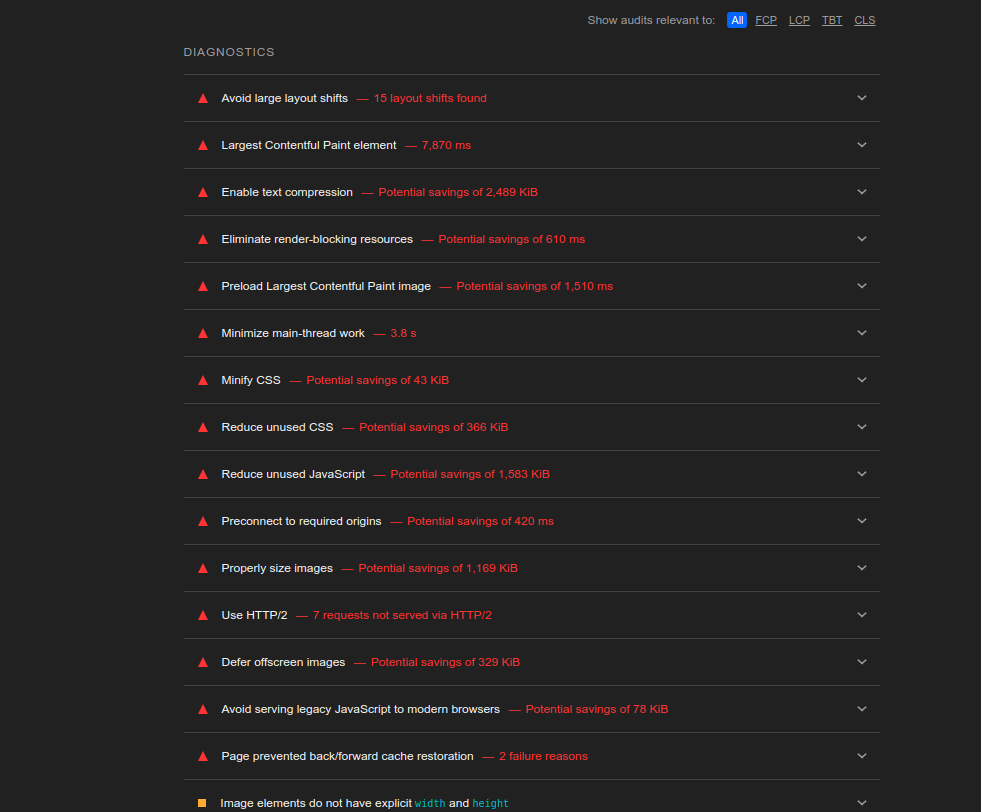 Show audits relevant to: All FCP LCP TBT CLS
DIAGNOSTICS
Avoid large layout shifts — 15 layout shifts found
Largest Contentful Paint element — 7,870 ms
Enable text compression — Potential savings of 2,489 KiB
Eliminate render-blocking resources — Potential savings of 610 ms
Preload Largest Contentful Paint image — Potential savings of 1,510 ms
Minimize main-thread work — 3.8 s
Minify CSS — Potential savings of 43 KiB
Reduce unused CSS — Potential savings of 366 KiB
Reduce unused JavaScript — Potential savings of 1,583 KiB
Preconnect to required origins — Potential savings of 420 ms
Properly size images — Potential savings of 1,169 KiB
Use HTTP/2 — 7 requests not served via HTTP/2
Defer offscreen images — Potential savings of 329 KiB
Avoid serving legacy JavaScript to modern browsers — Potential savings of 78 KiB
Page prevented back/forward cache restoration — 2 failure reasons
Image elements do not have explicit width and height